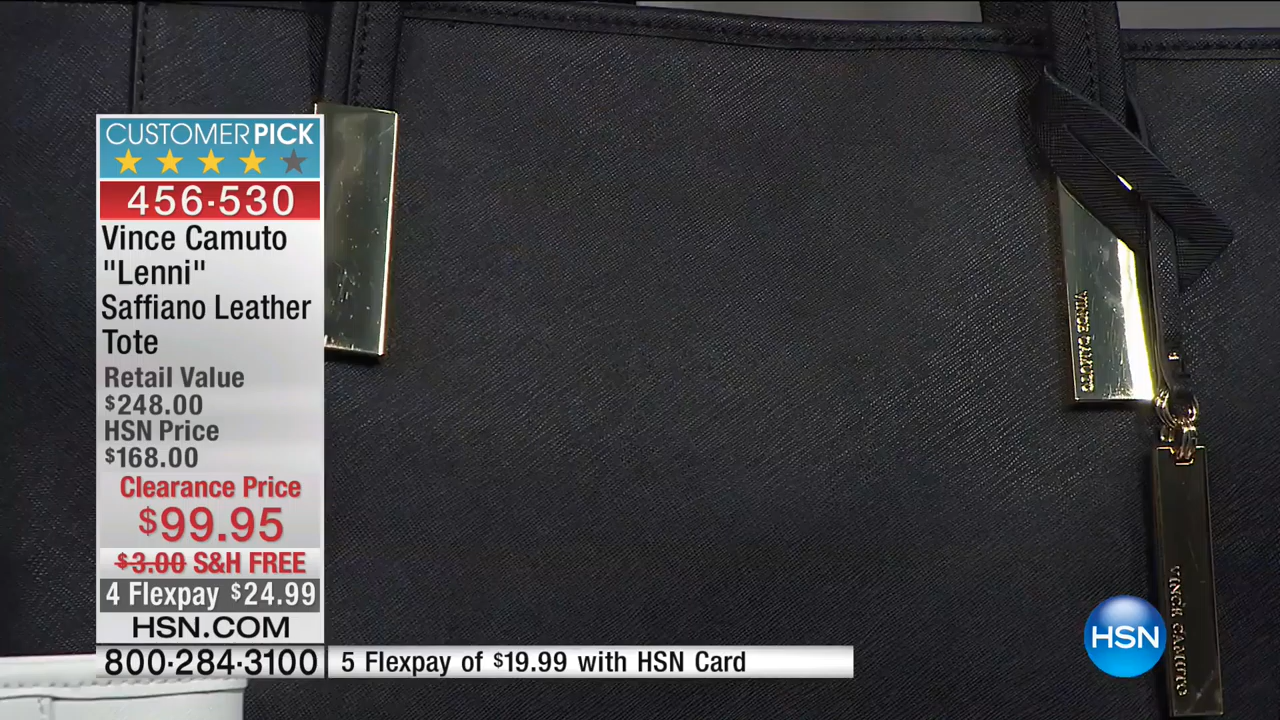 CUSTOMER PICK
456-530
Vince Camuto
"Lenni"
Saffiano Leather
Tote
Retail Value
$248.00
HSN Price
$168.00
Clearance Price
$99.95
$3.00 S&H FREE
4 Flexpay $24.99
HSN.COM
800-284-3100
5 Flexpay of $19.99 with HSN Card
VINCE CAMUTO
VINCE CAMUTO
HSN